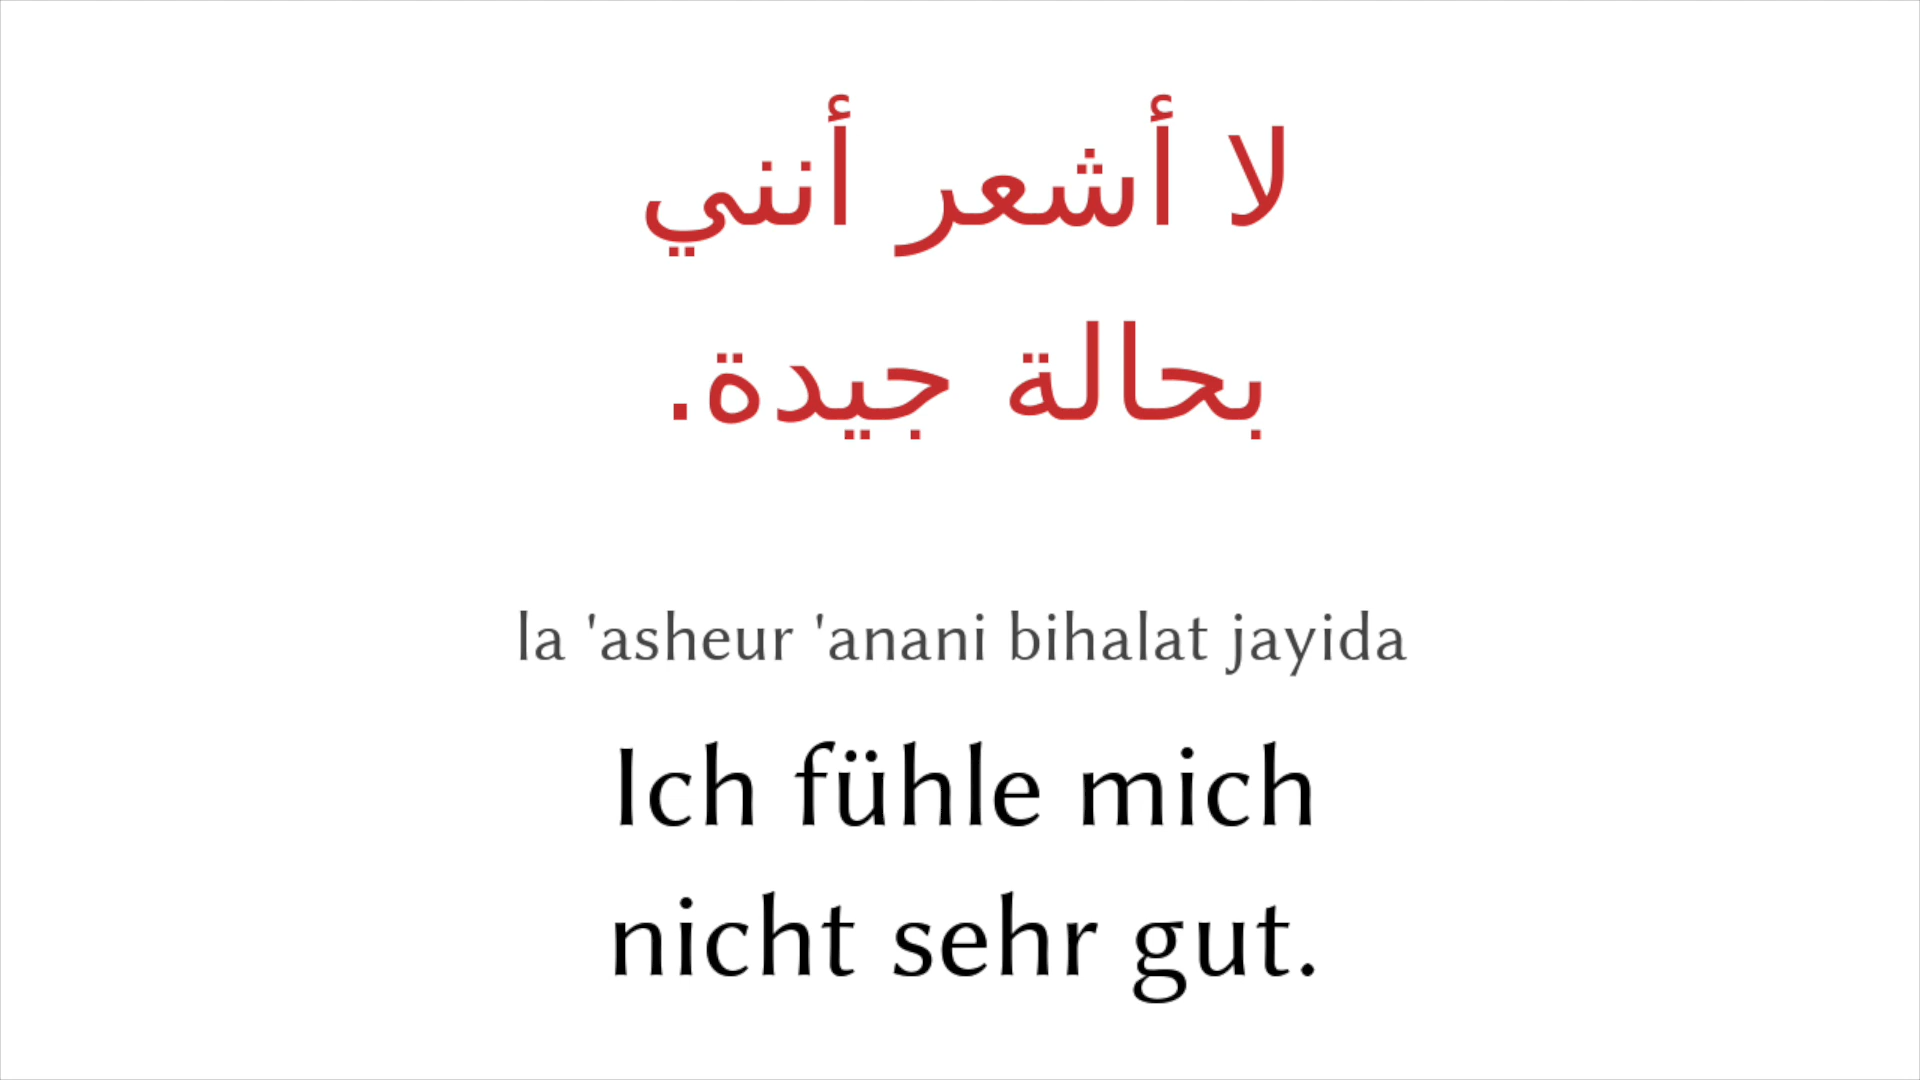 لا أشعر أنني
بحالة جيدة.
la 'asheur 'anani bihalat jayida
Ich fühle mich
nicht sehr gut.